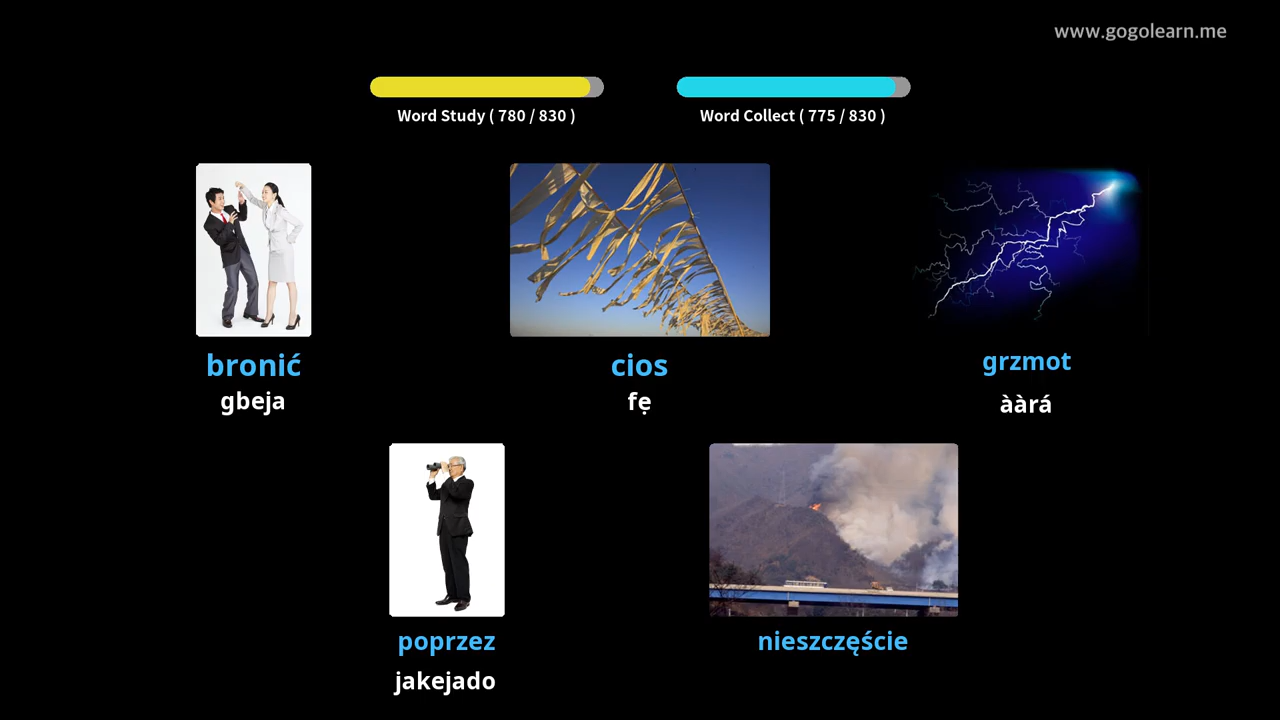 www.gogolearn.me
Word Study ( 780 / 830 )
Word Collect ( 775 / 830 )
bronić
gbeja
cios
fẹ
grzmot
ààrá
poprzez
jakejado
nieszczęście